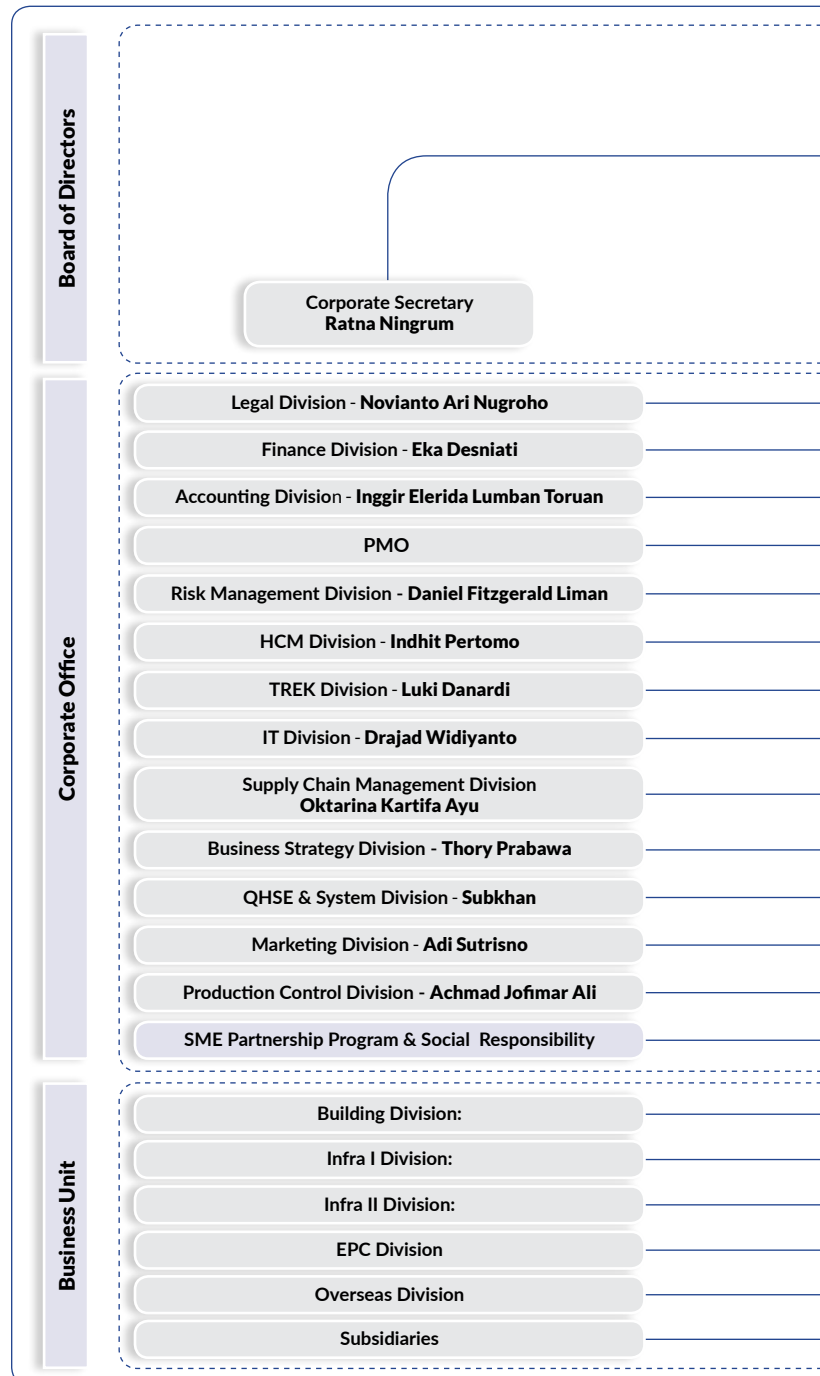 Board of Directors
Corporate Secretary
Ratna Ningrum
Corporate Office
Legal Division - Novianto Ari Nugroho
Finance Division - Eka Desniati
Accounting Division - Inggir Elerida Lumban Toruan
PMO
Risk Management Division - Daniel Fitzgerald Liman
HCM Division - Indhit Pertomo
TREK Division - Luki Danardi
IT Division - Drajad Widiyanto
Supply Chain Management Division
Oktarina Kartifa Ayu
Business Strategy Division - Thory Prabawa
QHSE & System Division - Subkhan
Marketing Division - Adi Sutrisno
Production Control Division - Achmad Jofimar Ali
SME Partnership Program & Social Responsibility
Business Unit
Building Division:
Infra I Division:
Infra II Division:
EPC Division
Overseas Division
Subsidiaries